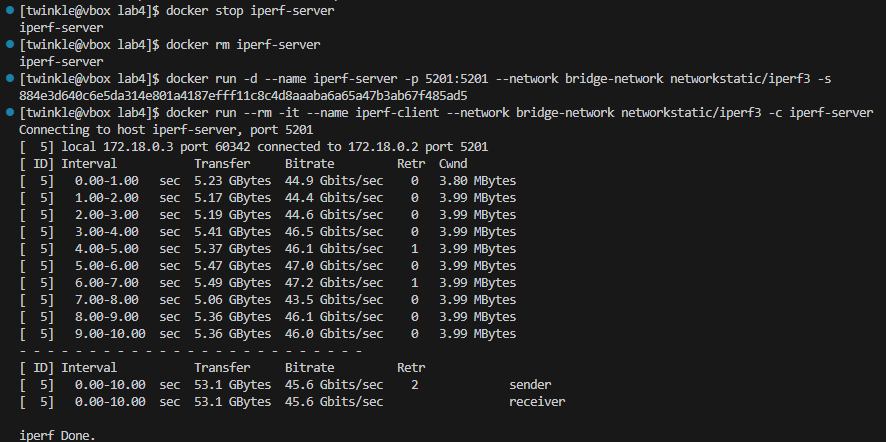 [twinkle@vbox lab4]$ docker stop iperf-server
iperf-server
[twinkle@vbox lab4]$ docker rm iperf-server
iperf-server
[twinkle@vbox lab4]$ docker run -d --name iperf-server -p 5201:5201 --network bridge-network networkstatic/iperf3 -s
884e3d640c6e5da314e801a4187efff11c8c4d8aaaba6a65a47b3ab67f485ad5
[twinkle@vbox lab4]$ docker run --rm -it --name iperf-client --network bridge-network networkstatic/iperf3 -c iperf-server
Connecting to host iperf-server, port 5201
[  5] local 172.18.0.3 port 60342 connected to 172.18.0.2 port 5201
[ ID] Interval           Transfer     Bitrate         Retr  Cwnd
[  5]   0.00-1.00   sec  5.23 GBytes  44.9 Gbits/sec    0   3.80 MBytes
[  5]   1.00-2.00   sec  5.17 GBytes  44.4 Gbits/sec    0   3.99 MBytes
[  5]   2.00-3.00   sec  5.19 GBytes  44.6 Gbits/sec    0   3.99 MBytes
[  5]   3.00-4.00   sec  5.41 GBytes  46.5 Gbits/sec    0   3.99 MBytes
[  5]   4.00-5.00   sec  5.37 GBytes  46.1 Gbits/sec    1   3.99 MBytes
[  5]   5.00-6.00   sec  5.47 GBytes  47.0 Gbits/sec    0   3.99 MBytes
[  5]   6.00-7.00   sec  5.49 GBytes  47.2 Gbits/sec    1   3.99 MBytes
[  5]   7.00-8.00   sec  5.06 GBytes  43.5 Gbits/sec    0   3.99 MBytes
[  5]   8.00-9.00   sec  5.36 GBytes  46.1 Gbits/sec    0   3.99 MBytes
[  5]   9.00-10.00  sec  5.36 GBytes  46.0 Gbits/sec    0   3.99 MBytes
- - - - - - - - - - - - - - - - - - - - - - - - -
[ ID] Interval           Transfer     Bitrate         Retr
[  5]   0.00-10.00  sec  53.1 GBytes  45.6 Gbits/sec    2             sender
[  5]   0.00-10.00  sec  53.1 GBytes  45.6 Gbits/sec                  receiver
iperf Done.